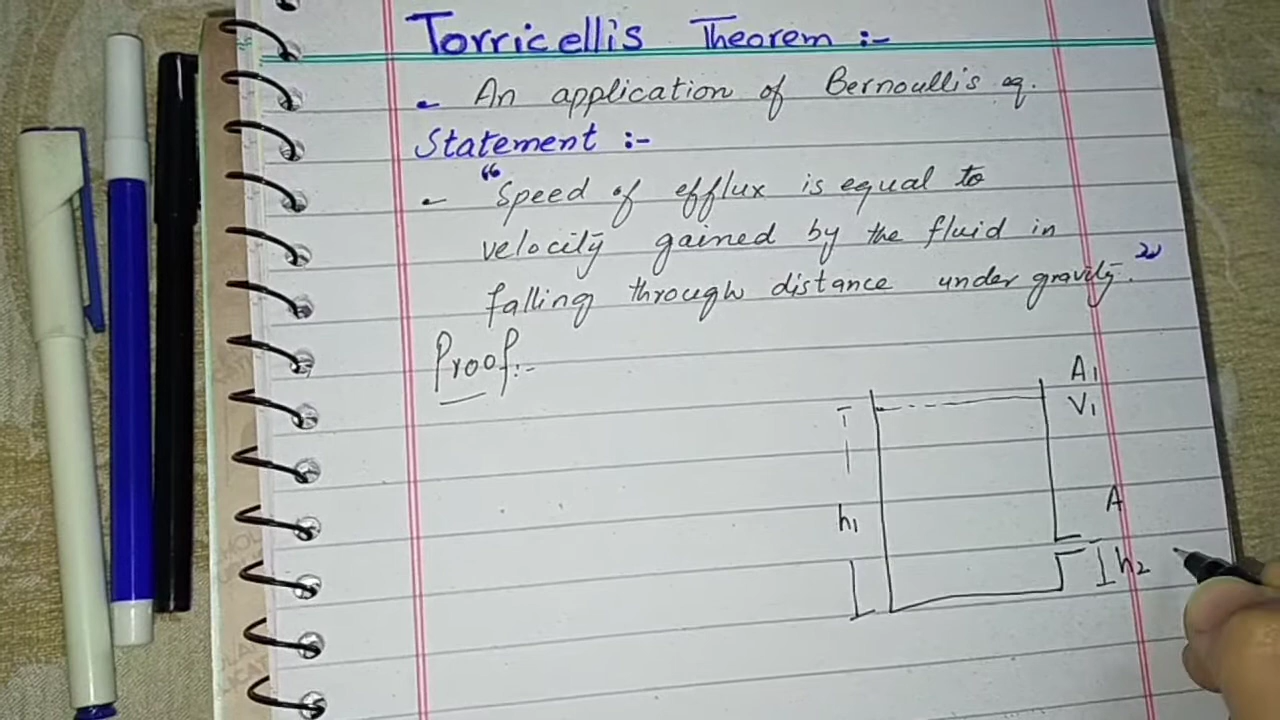 Torricellis Theorem :-
- An application of Bernoullis eq.
Statement :-
- "Speed of efflux is equal to
velocity gained by the fluid in
falling through distance under gravity."
Proof:-
A1
V1
A
h1
h2